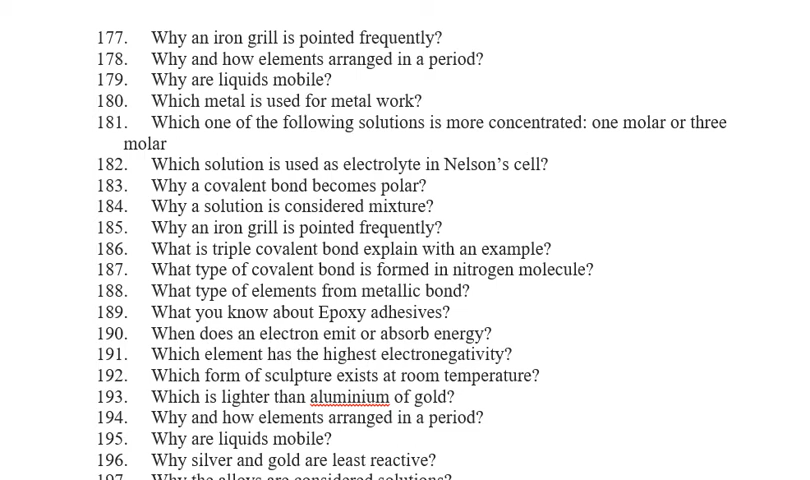 177. Why an iron grill is pointed frequently?
178. Why and how elements arranged in a period?
179. Why are liquids mobile?
180. Which metal is used for metal work?
181. Which one of the following solutions is more concentrated: one molar or three
molar
182. Which solution is used as electrolyte in Nelson's cell?
183. Why a covalent bond becomes polar?
184. Why a solution is considered mixture?
185. Why an iron grill is pointed frequently?
186. What is triple covalent bond explain with an example?
187. What type of covalent bond is formed in nitrogen molecule?
188. What type of elements from metallic bond?
189. What you know about Epoxy adhesives?
190. When does an electron emit or absorb energy?
191. Which element has the highest electronegativity?
192. Which form of sculpture exists at room temperature?
193. Which is lighter than aluminium of gold?
194. Why and how elements arranged in a period?
195. Why are liquids mobile?
196. Why silver and gold are least reactive?
197. Why the alloys are considered solutions?